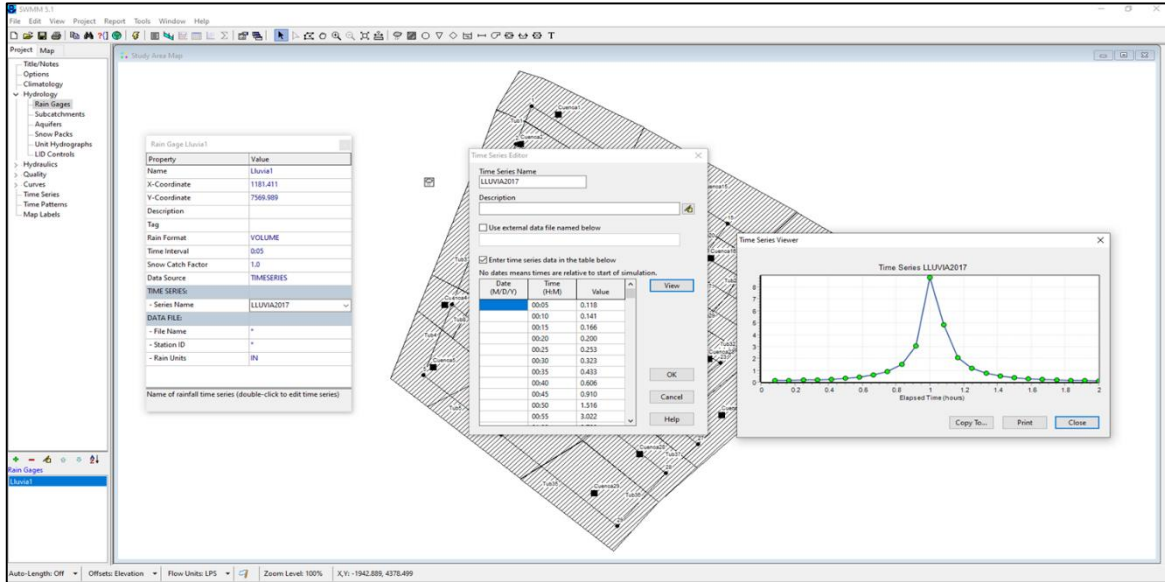 SWMM 5.1
File Edit View Project Report Tools Window Help
Project Map
Title/Notes
Options
Climatology
Hydrology
Rain Gages
Subcatchments
Aquifers
Snow Packs
Unit Hydrographs
LID Controls
Hydraulics
Quality
Curves
Time Series
Time Patterns
Map Labels
Rain Gages
Lluvia1
Study Area Map
Rain Gage Lluvia1
Property Value
Name Lluvia1
X-Coordinate 1181.411
Y-Coordinate 7569.989
Description
Tag
Rain Format VOLUME
Time Interval 0:05
Snow Catch Factor 1.0
Data Source TIMESERIES
TIME SERIES:
- Series Name LLUVIA2017
DATA FILE:
- File Name *
- Station ID *
- Rain Units IN
Name of rainfall time series (double-click to edit time series)
Cuenca1
Tub1
Cuenca2
Time Series Editor
Time Series Name
LLUVIA2017
Description
Use external data file named below
Enter time series data in the table below
No dates means times are relative to start of simulation.
Date (M/D/Y) Time (H:M) Value
00:05 0.118
00:10 0.141
00:15 0.166
00:20 0.200
00:25 0.253
00:30 0.323
00:35 0.433
00:40 0.606
00:45 0.910
00:50 1.516
00:55 3.022
View
OK
Cancel
Help
Time Series Viewer
Time Series LLUVIA2017
8
7
6
5
4
3
2
1
0
0 0.2 0.4 0.6 0.8 1 1.2 1.4 1.6 1.8 2
Elapsed Time (hours)
Copy To... Print Close
Cuenca28
Tub37
Tub35
Cuenca29
Auto-Length: Off Offsets: Elevation Flow Units: LPS Zoom Level: 100% X,Y: -1942.889, 4378.499